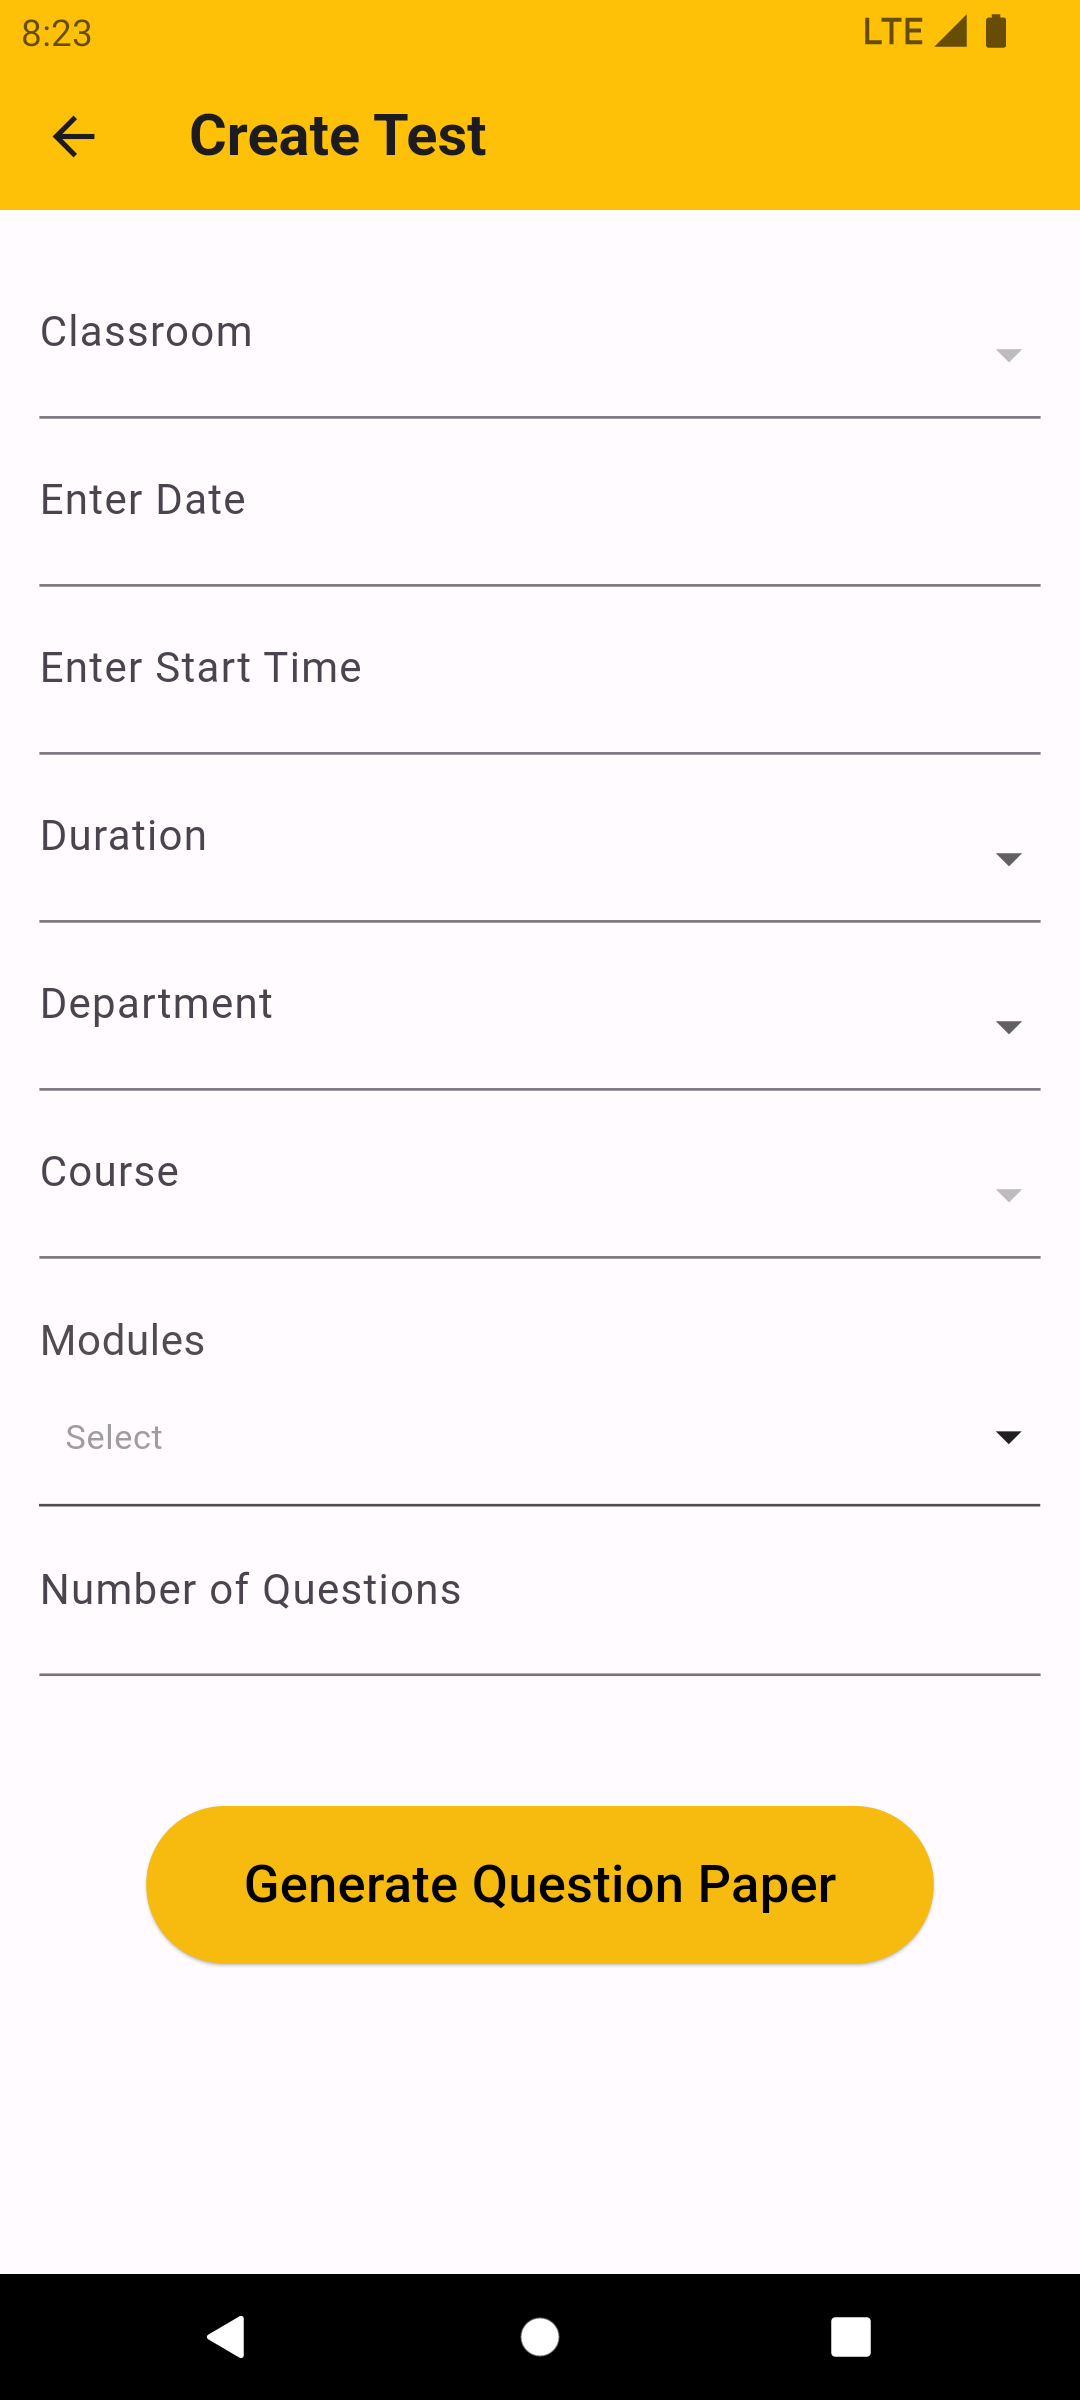 8:23 LTE
Create Test
Classroom
Enter Date
Enter Start Time
Duration
Department
Course
Modules
Select
Number of Questions
Generate Question Paper